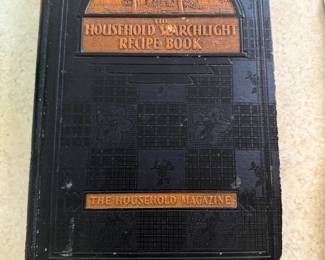 THE
HOUSEHOLD SEARCHLIGHT
RECIPE BOOK
THE HOUSEHOLD MAGAZINE